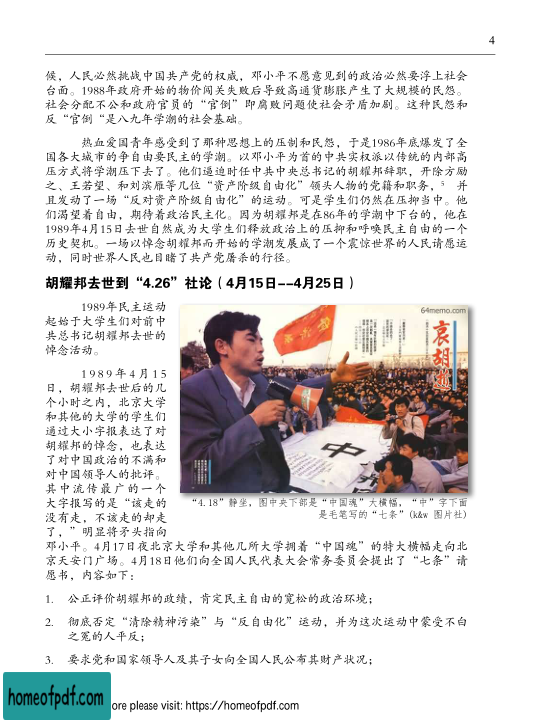 4
候，人民必然挑战中国共产党的权威，邓小平不愿意见到的政治必然要浮上社会
台面。1988年政府开始的物价闯关失败后导致高通货膨胀产生了大规模的民怨。
社会分配不公和政府官员的“官倒”即腐败问题使社会矛盾加剧。这种民怨和
反“官倒“是八九年学潮的社会基础。
热血爱国青年感受到了那种思想上的压制和民怨，于是1986年底爆发了全
国各大城市的争自由要民主的学潮。以邓小平为首的中共实权派以传统的内部高
压方式将学潮压下去了。他们逼迫时任中共中央总书记的胡耀邦辞职，开除方励
之、王若望、和刘滨雁等几位“资产阶级自由化”领头人物的党籍和职务，5 并
且发动了一场“反对资产阶级自由化”的运动。可是学生们仍然在压抑当中。他
们渴望着自由，期待着政治民主化。因为胡耀邦是在86年的学潮中下台的，他在
1989年4月15日去世自然成为大学生们释放政治上的压抑和呼唤民主自由的一个
历史契机。一场以悼念胡耀邦而开始的学潮发展成了一个震惊世界的人民请愿运
动，同时世界人民也目睹了共产党屠杀的行径。
胡耀邦去世到“4.26”社论（4月15日--4月25日）
1989年民主运动
起始于大学生们对前中
共总书记胡耀邦去世的
悼念活动。
1989年4月15
日，胡耀邦去世后的几
个小时之内，北京大学
和其他的大学的学生们
通过大小字报表达了对
胡耀邦的悼念，也表达
了对中国政治的不满和
对中国领导人的批评。
其中流传最广的一个
大字报写的是“该走的
没有走，不该走的却走
了，”明显将矛头指向
64memo.com
哀胡趙
中
“4.18”静坐，图中央下部是“中国魂”大横幅，“中”字下面
是毛笔写的“七条”(k&w 图片社)
邓小平。4月17日夜北京大学和其他几所大学拥着“中国魂”的特大横幅走向北
京天安门广场。4月18日他们向全国人民代表大会常务委员会提出了“七条”请
愿书，内容如下：
1. 公正评价胡耀邦的政绩，肯定民主自由的宽松的政治环境；
2. 彻底否定“清除精神污染”与“反自由化”运动，并为这次运动中蒙受不白
之冤的人平反；
3. 要求党和国家领导人及其子女向全国人民公布其财产状况；
homeofpdf.com
ore please visit: https://homeofpdf.com